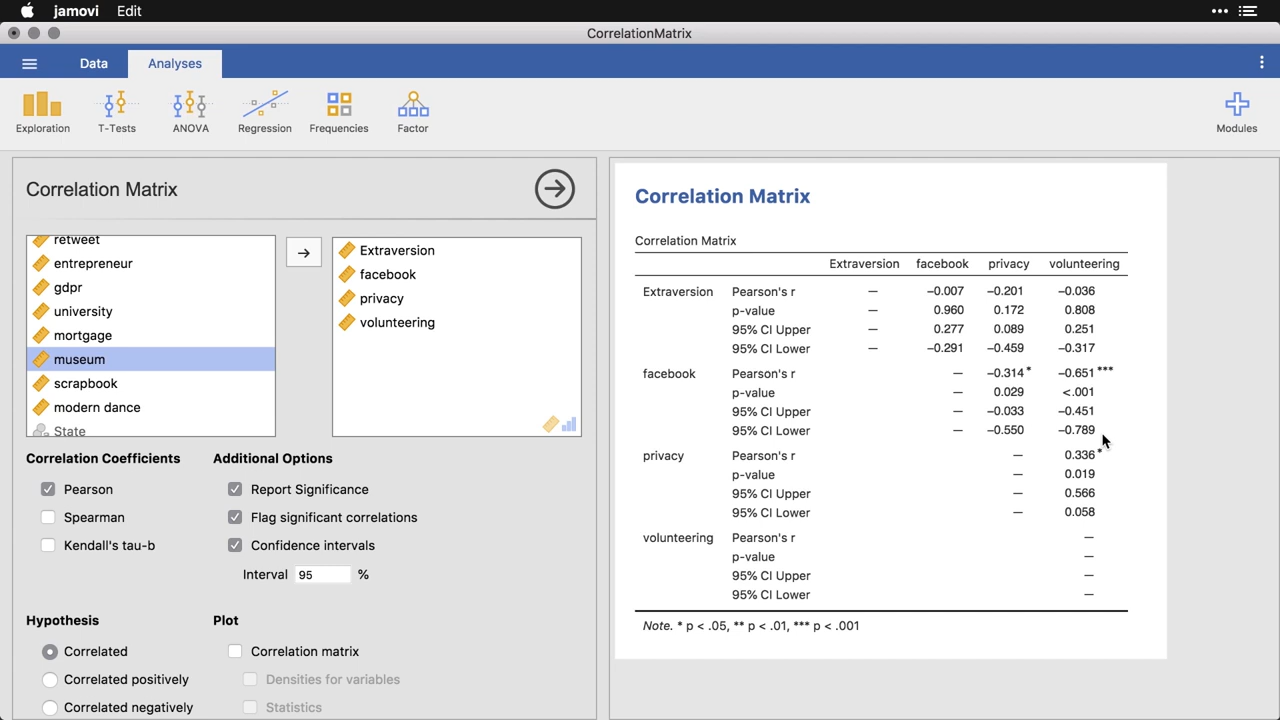 jamovi Edit
CorrelationMatrix
Data Analyses
Exploration T-Tests ANOVA Regression Frequencies Factor Modules
Correlation Matrix
retweet
entrepreneur
gdpr
university
mortgage
museum
scrapbook
modern dance
State
Extraversion
facebook
privacy
volunteering
Correlation Coefficients
Pearson
Spearman
Kendall's tau-b
Additional Options
Report Significance
Flag significant correlations
Confidence intervals
Interval 95 %
Hypothesis
Correlated
Correlated positively
Correlated negatively
Plot
Correlation matrix
Densities for variables
Statistics
Correlation Matrix
Correlation Matrix
Extraversion facebook privacy volunteering
Extraversion Pearson's r — −0.007 −0.201 −0.036
p-value — 0.960 0.172 0.808
95% CI Upper — 0.277 0.089 0.251
95% CI Lower — −0.291 −0.459 −0.317
facebook Pearson's r — −0.314 * −0.651 ***
p-value — 0.029 <.001
95% CI Upper — −0.033 −0.451
95% CI Lower — −0.550 −0.789
privacy Pearson's r — 0.336 *
p-value — 0.019
95% CI Upper — 0.566
95% CI Lower — 0.058
volunteering Pearson's r —
p-value —
95% CI Upper —
95% CI Lower —
Note. * p < .05, ** p < .01, *** p < .001